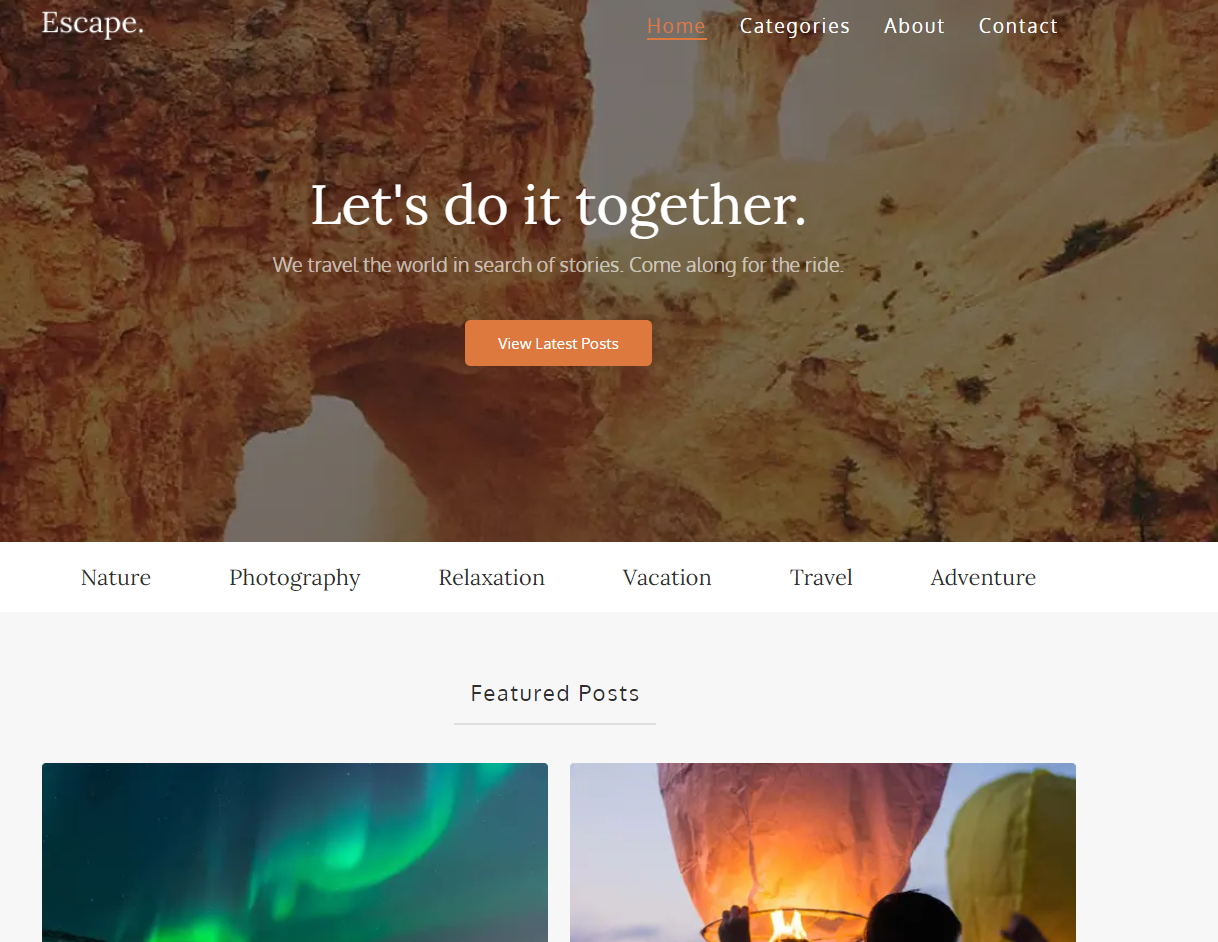 Escape.
Home Categories About Contact
Let's do it together.
We travel the world in search of stories. Come along for the ride.
View Latest Posts
Nature Photography Relaxation Vacation Travel Adventure
Featured Posts